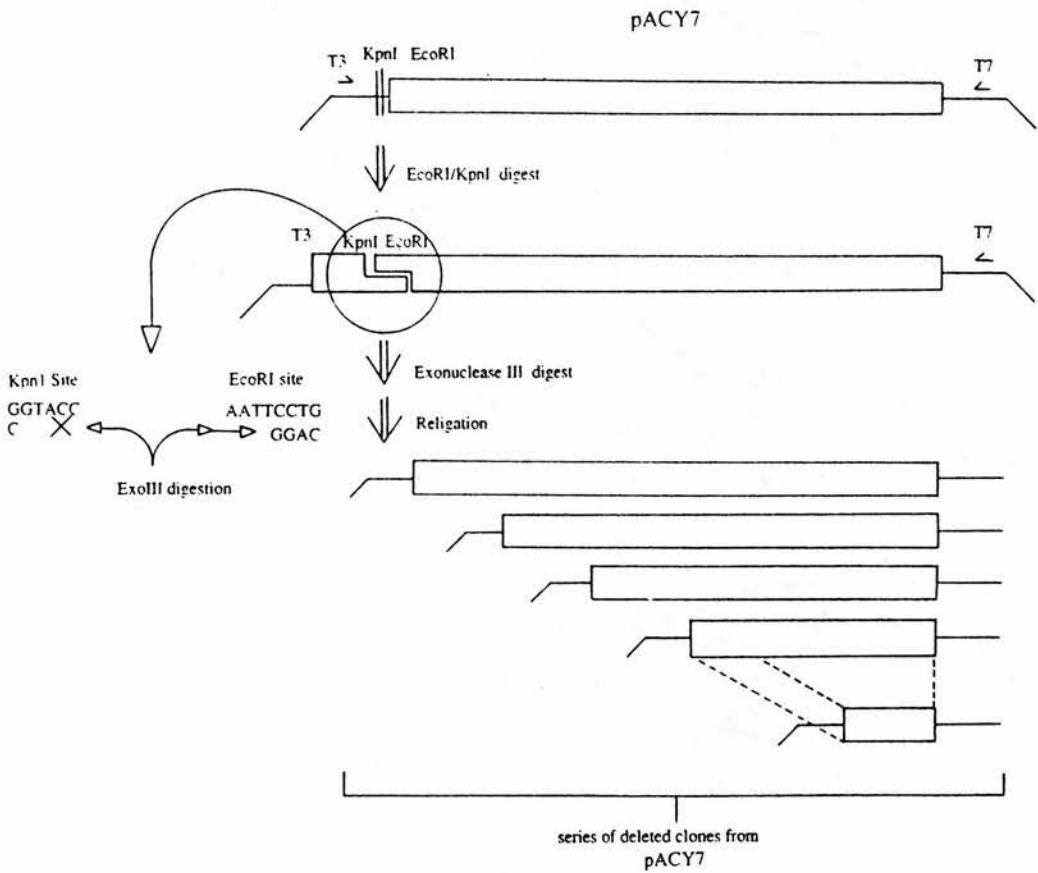 pACY7
T3 KpnI EcoRI T7
EcoRI/KpnI digest
T3 KpnI EcoRI T7
Exonuclease III digest
Religation
Kpn1 Site EcoRI site
GGTACC AATTCCTG
C GGAC
ExoIII digestion
series of deleted clones from
pACY7